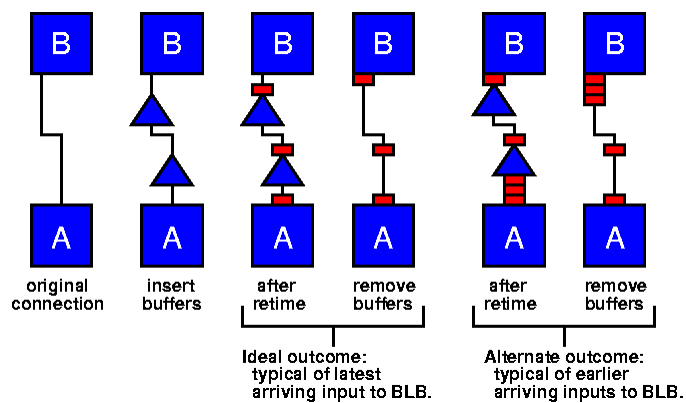 B B B B B B
A A A A A A
original insert after remove after remove
connection buffers retime buffers retime buffers
Ideal outcome: Alternate outcome:
typical of latest typical of earlier
arriving input to BLB. arriving inputs to BLB.